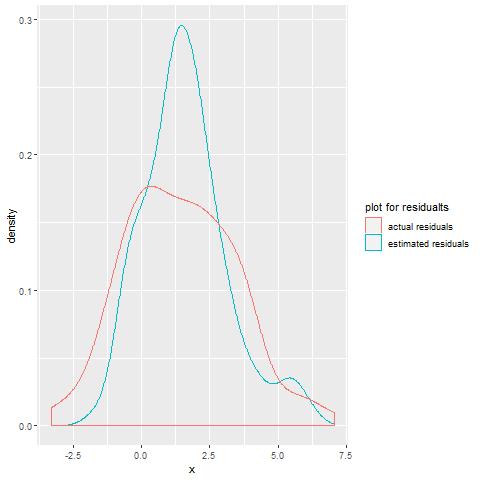 0.3
0.2
0.1
0.0
density
-2.5
0.0
2.5
5.0
7.5
x
plot for residualts
actual residuals
estimated residuals